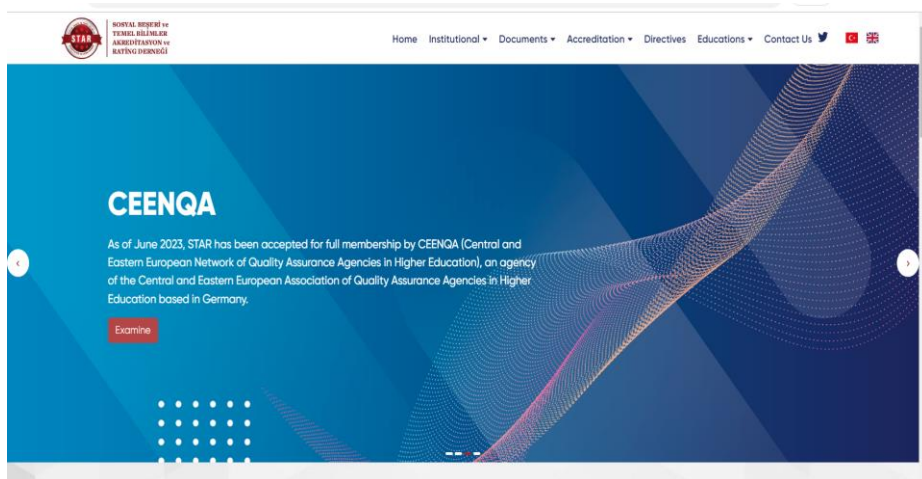 STAR
SOSYAL BEŞERİ ve
TEMEL BİLİMLER
AKREDİTASYON ve
RATİNG DERNEĞİ
Home Institutional Documents Accreditation Directives Educations Contact Us
CEENQA
As of June 2023, STAR has been accepted for full membership by CEENQA (Central and
Eastern European Network of Quality Assurance Agencies in Higher Education), an agency
of the Central and Eastern European Association of Quality Assurance Agencies in Higher
Education based in Germany.
Examine